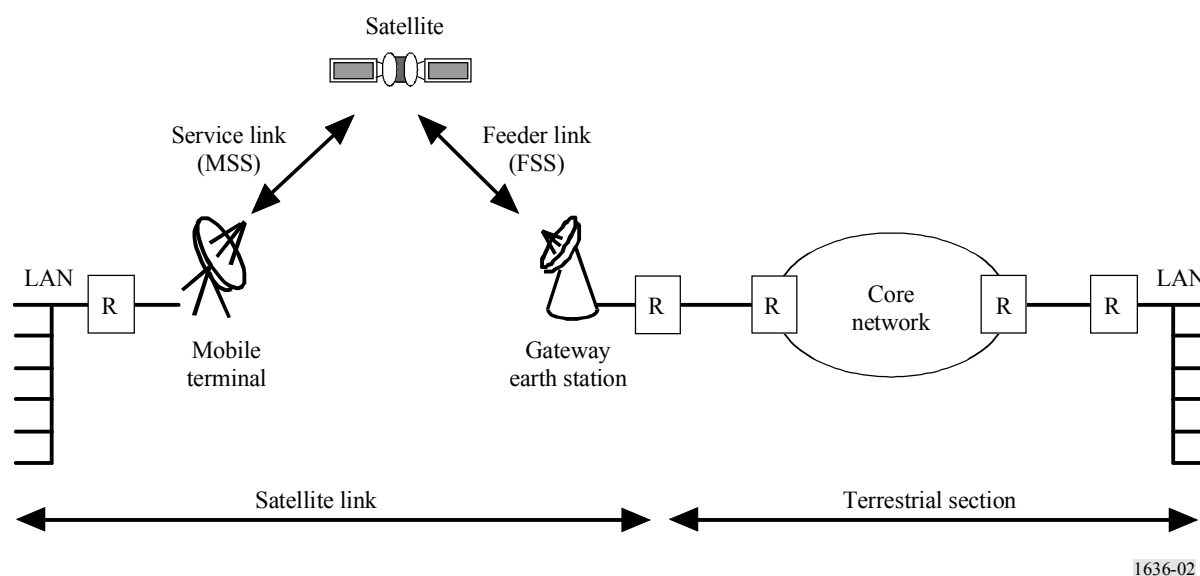 Satellite
Service link
(MSS)
Feeder link
(FSS)
LAN
R
Mobile
terminal
Gateway
earth station
R
R
Core
network
R
R
LAN
Satellite link
Terrestrial section
1636-02